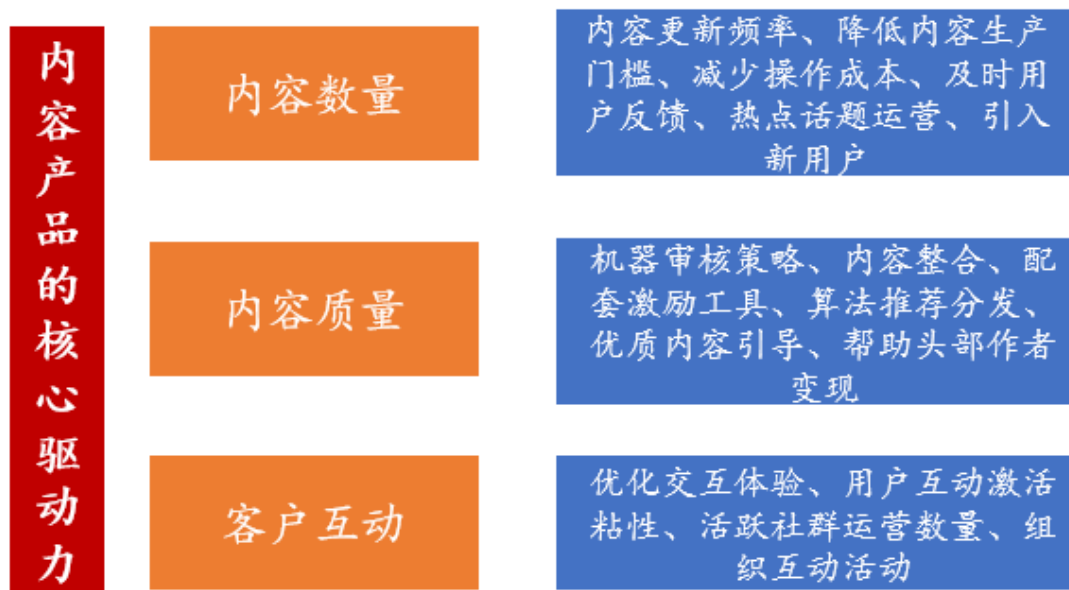 内容产品的核心驱动力
内容数量
内容更新频率、降低内容生产
门槛、减少操作成本、及时用
户反馈、热点话题运营、引入
新用户
内容质量
机器审核策略、内容整合、配
套激励工具、算法推荐分发、
优质内容引导、帮助头部作者
变现
客户互动
优化交互体验、用户互动激活
粘性、活跃社群运营数量、组
织互动活动